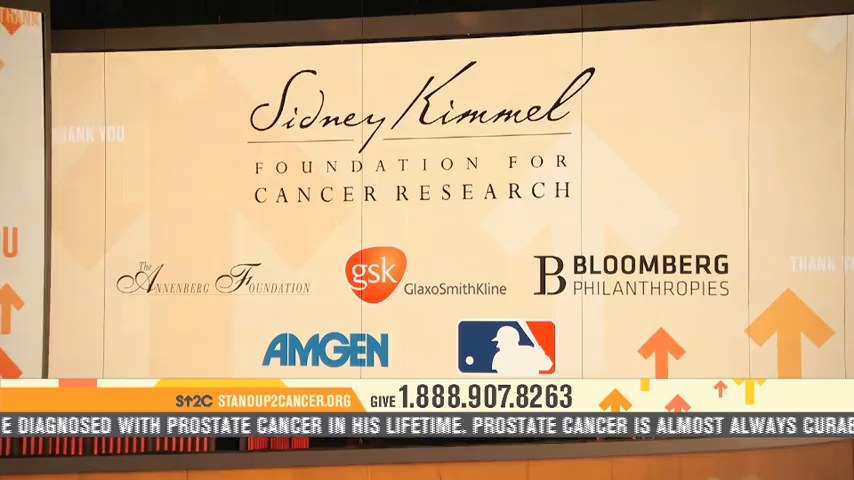 THANK
THANK YOU
U
Sidney Kimmel
FOUNDATION FOR
CANCER RESEARCH
The
ANNENBERG FOUNDATION
gsk
GlaxoSmithKline
B BLOOMBERG
PHILANTHROPIES
THANK
AMGEN
SU2C STANDUP2CANCER.ORG GIVE 1.888.907.8263
E DIAGNOSED WITH PROSTATE CANCER IN HIS LIFETIME. PROSTATE CANCER IS ALMOST ALWAYS CURAB